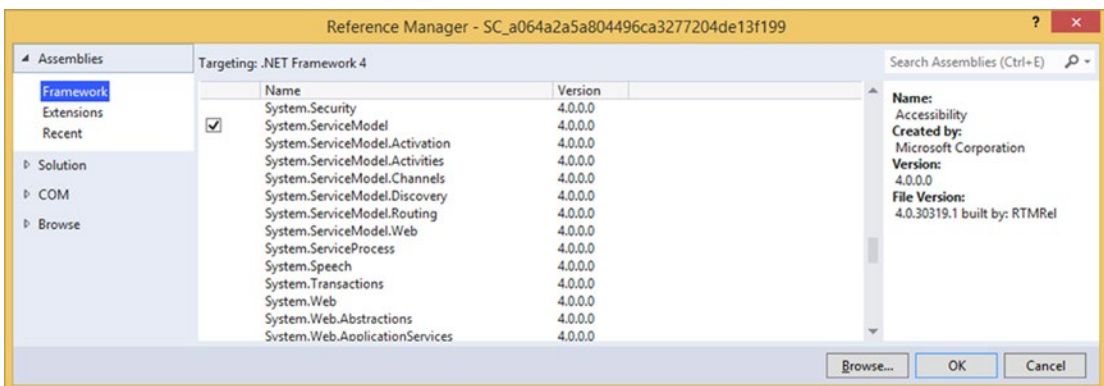 Reference Manager - SC_a064a2a5a804496ca3277204de13f199
? ×
Assemblies
Framework
Extensions
Recent
Solution
COM
Browse
Targeting: .NET Framework 4
Name Version
System.Security 4.0.0.0
System.ServiceModel 4.0.0.0
System.ServiceModel.Activation 4.0.0.0
System.ServiceModel.Activities 4.0.0.0
System.ServiceModel.Channels 4.0.0.0
System.ServiceModel.Discovery 4.0.0.0
System.ServiceModel.Routing 4.0.0.0
System.ServiceModel.Web 4.0.0.0
System.ServiceProcess 4.0.0.0
System.Speech 4.0.0.0
System.Transactions 4.0.0.0
System.Web 4.0.0.0
System.Web.Abstractions 4.0.0.0
System.Web.ApplicationServices 4.0.0.0
Search Assemblies (Ctrl+E)
Name:
Accessibility
Created by:
Microsoft Corporation
Version:
4.0.0.0
File Version:
4.0.30319.1 built by: RTMRel
Browse... OK Cancel